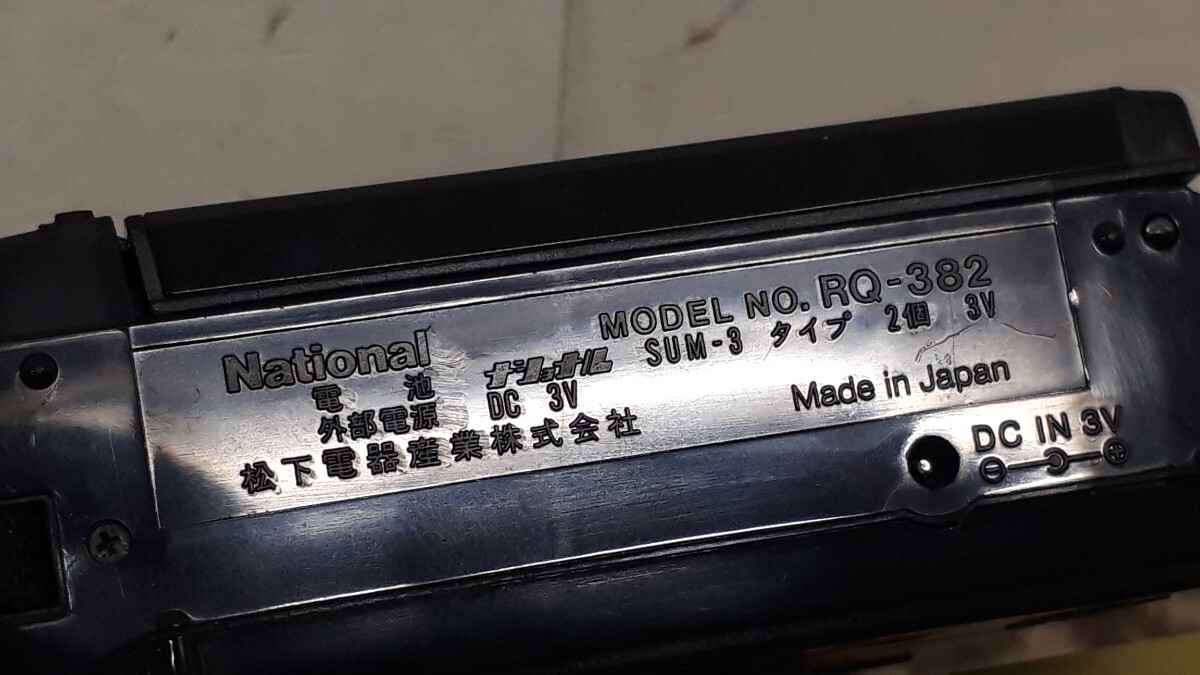 National MODEL NO. RQ-382
電池 ナショナル SUM-3 タイプ 2個 3V
外部電源 DC 3V
松下電器産業株式会社
Made in Japan
DC IN 3V
⊖ ⊕